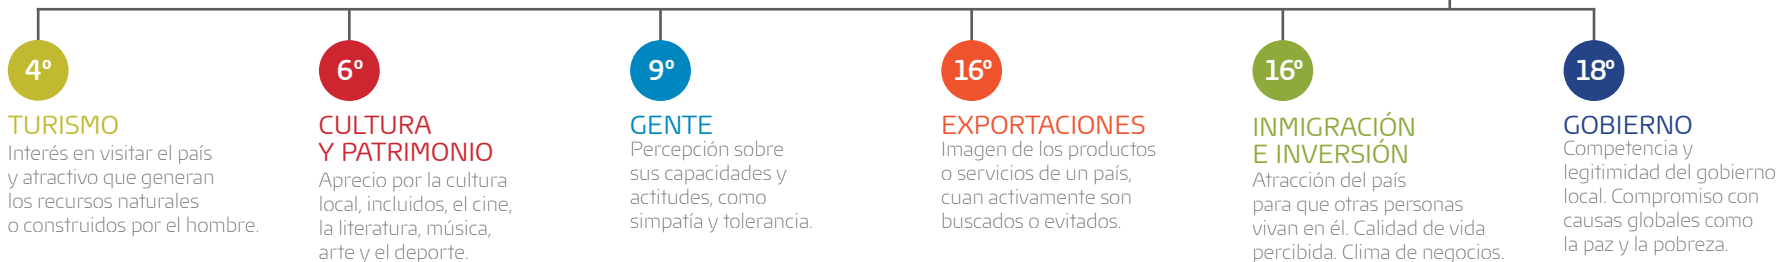 4º
TURISMO
Interés en visitar el país
y atractivo que generan
los recursos naturales
o construidos por el hombre.
6º
CULTURA
Y PATRIMONIO
Aprecio por la cultura
local, incluidos, el cine,
la literatura, música,
arte y el deporte.
9º
GENTE
Percepción sobre
sus capacidades y
actitudes, como
simpatía y tolerancia.
16º
EXPORTACIONES
Imagen de los productos
o servicios de un país,
cuan activamente son
buscados o evitados.
16º
INMIGRACIÓN
E INVERSIÓN
Atracción del país
para que otras personas
vivan en él. Calidad de vida
percibida. Clima de negocios.
18º
GOBIERNO
Competencia y
legitimidad del gobierno
local. Compromiso con
causas globales como
la paz y la pobreza.